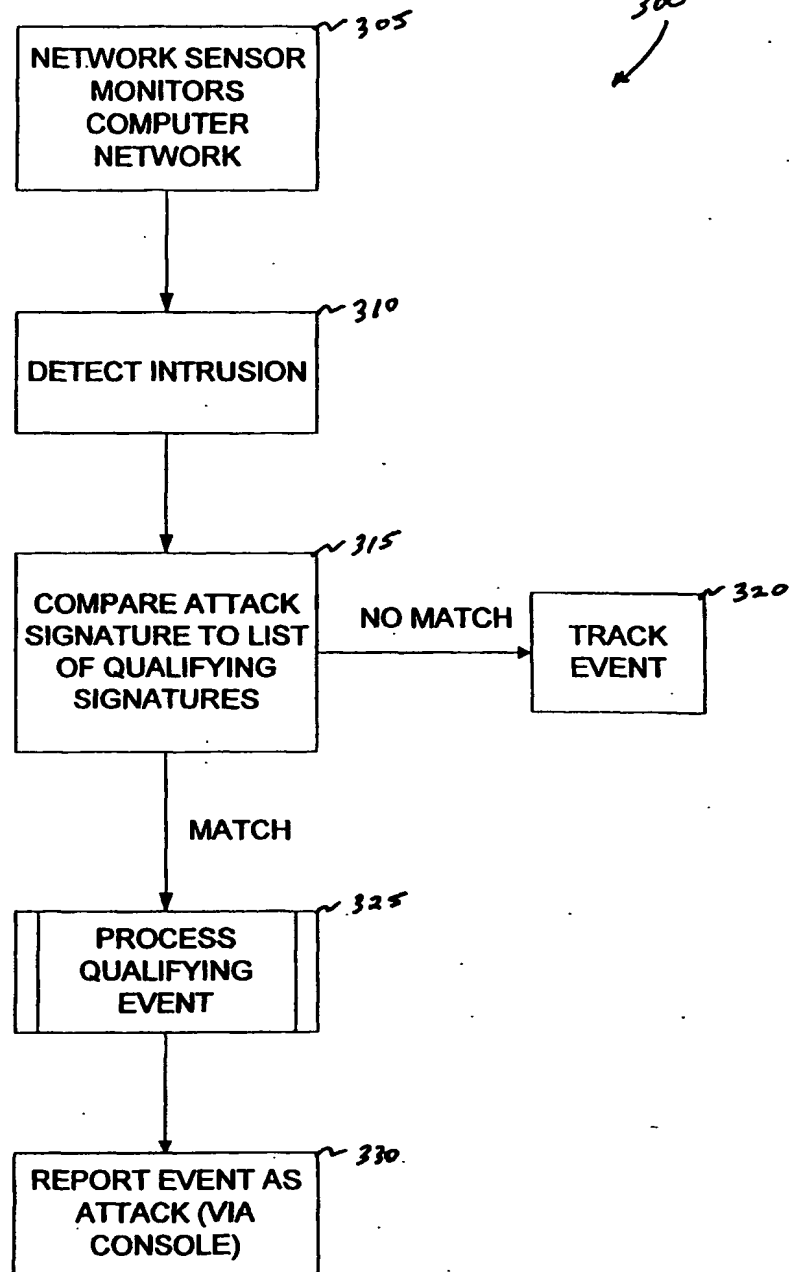 300
305
NETWORK SENSOR
MONITORS
COMPUTER
NETWORK
310
DETECT INTRUSION
315
COMPARE ATTACK
SIGNATURE TO LIST
OF QUALIFYING
SIGNATURES
NO MATCH
320
TRACK
EVENT
MATCH
325
PROCESS
QUALIFYING
EVENT
330
REPORT EVENT AS
ATTACK (VIA
CONSOLE)